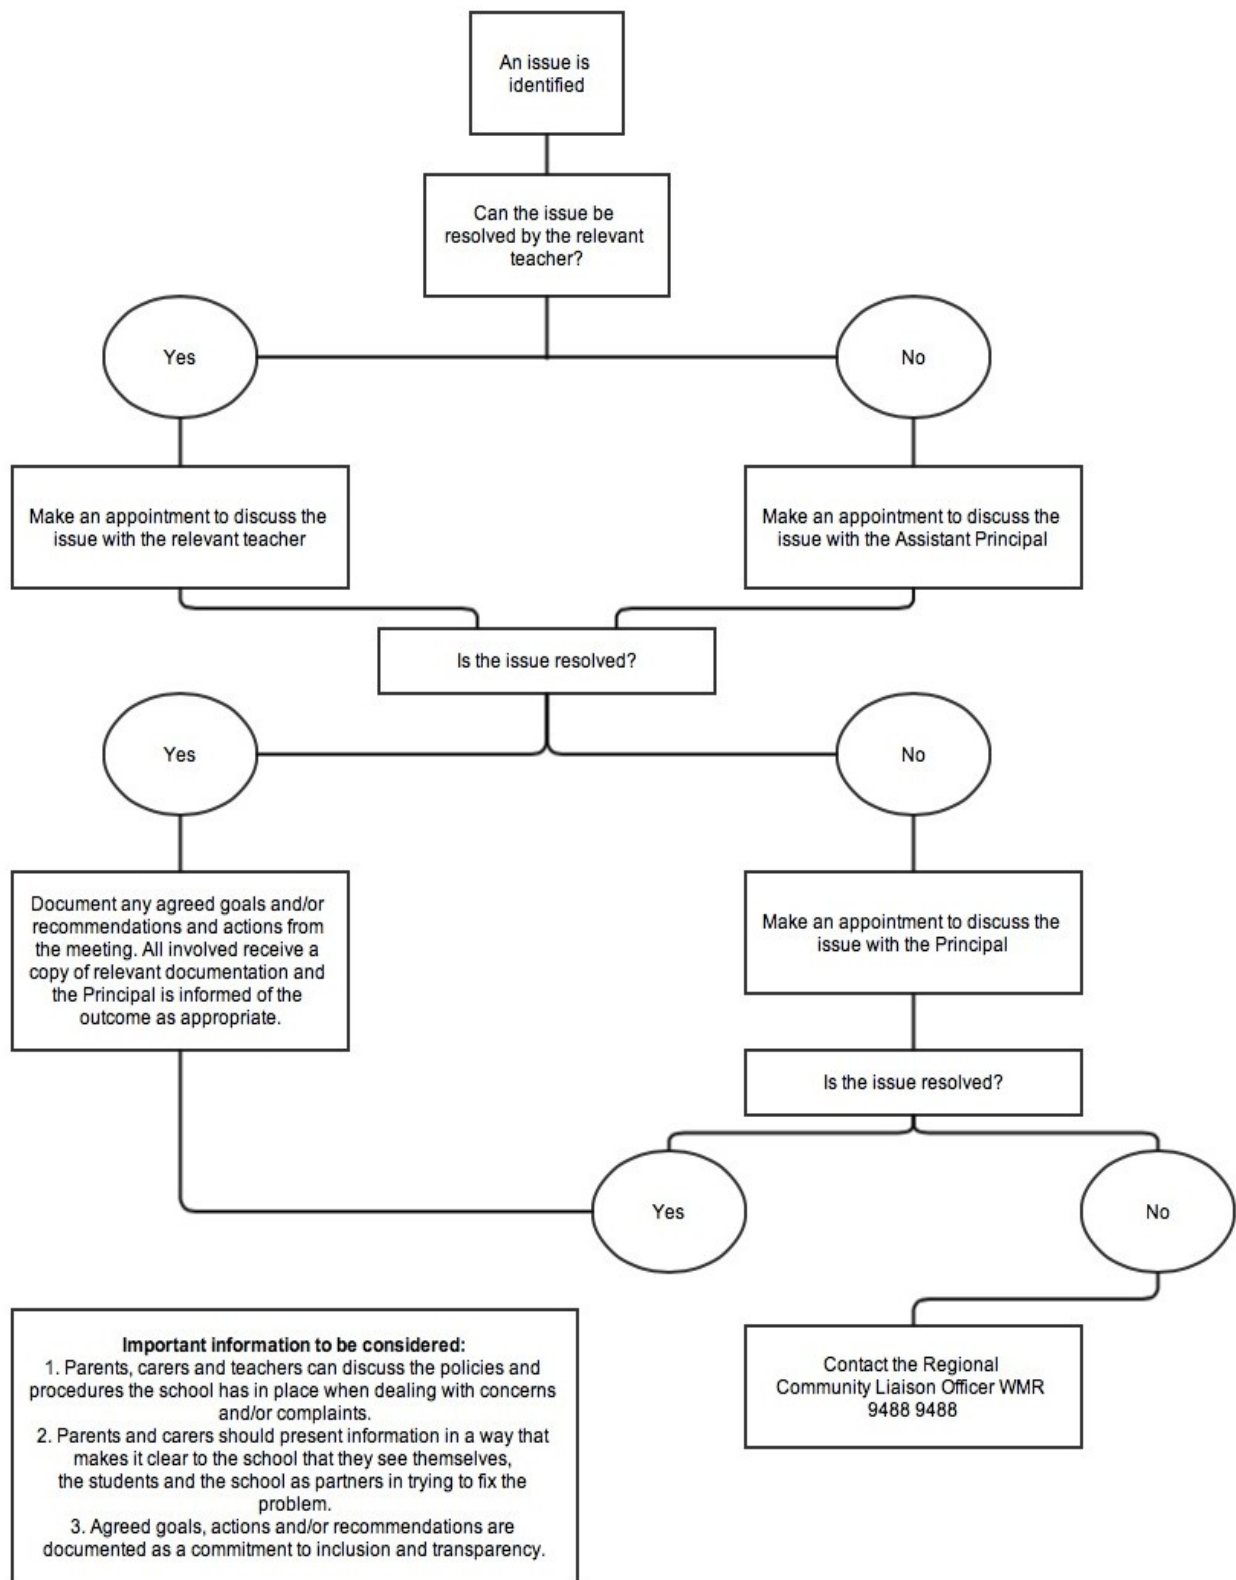 An issue is
identified
Can the issue be
resolved by the relevant
teacher?
Yes
No
Make an appointment to discuss the
issue with the relevant teacher
Make an appointment to discuss the
issue with the Assistant Principal
Is the issue resolved?
Yes
No
Document any agreed goals and/or
recommendations and actions from
the meeting. All involved receive a
copy of relevant documentation and
the Principal is informed of the
outcome as appropriate.
Make an appointment to discuss the
issue with the Principal
Is the issue resolved?
Yes
No
Important information to be considered:
1. Parents, carers and teachers can discuss the policies and
procedures the school has in place when dealing with concerns
and/or complaints.
2. Parents and carers should present information in a way that
makes it clear to the school that they see themselves,
the students and the school as partners in trying to fix the
problem.
3. Agreed goals, actions and/or recommendations are
documented as a commitment to inclusion and transparency.
Contact the Regional
Community Liaison Officer WMR
9488 9488